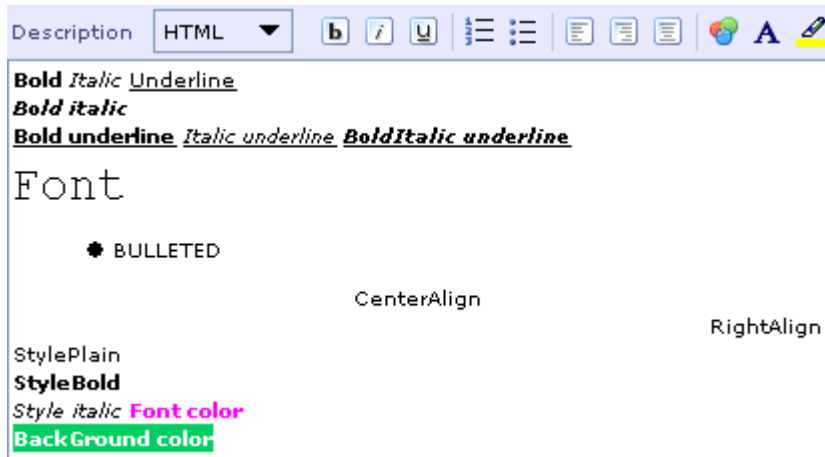 Description HTML b i u A
Bold Italic Underline
Bold italic
Bold underline Italic underline BoldItalic underline
Font
BULLETED
CenterAlign
RightAlign
StylePlain
StyleBold
Style italic Font color
BackGround color